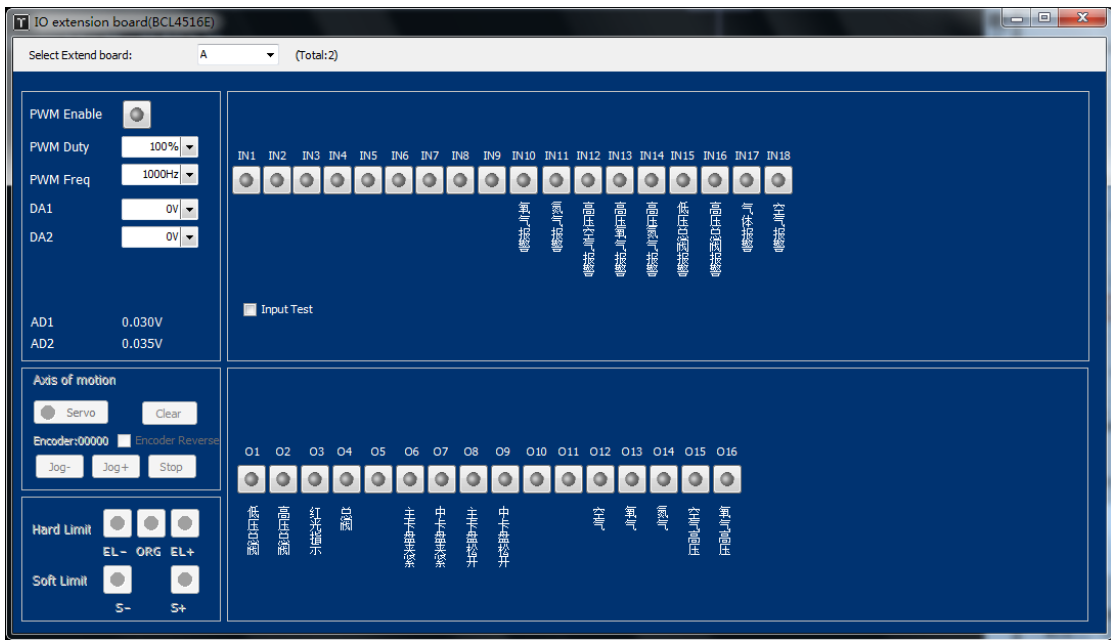 IO extension board(BCL4516E)
Select Extend board: A (Total:2)
PWM Enable
PWM Duty 100%
PWM Freq 1000Hz
DA1 0V
DA2 0V
AD1 0.030V
AD2 0.035V
IN1 IN2 IN3 IN4 IN5 IN6 IN7 IN8 IN9 IN10 IN11 IN12 IN13 IN14 IN15 IN16 IN17 IN18
氧气报警
氮气报警
高压空气报警
高压氧气报警
高压氮气报警
低压总阀报警
高压总阀报警
气体报警
空气报警
Input Test
Axis of motion
Servo Clear
Encoder:00000 Encoder Reverse
Jog- Jog+ Stop
Hard Limit
EL- ORG EL+
Soft Limit
S- S+
O1 O2 O3 O4 O5 O6 O7 O8 O9 O10 O11 O12 O13 O14 O15 O16
低压总阀
高压总阀
红光指示
总阀
主卡盘夹紧
中卡盘夹紧
主卡盘松开
中卡盘松开
空气
氧气
氮气
空气高压
氧气高压